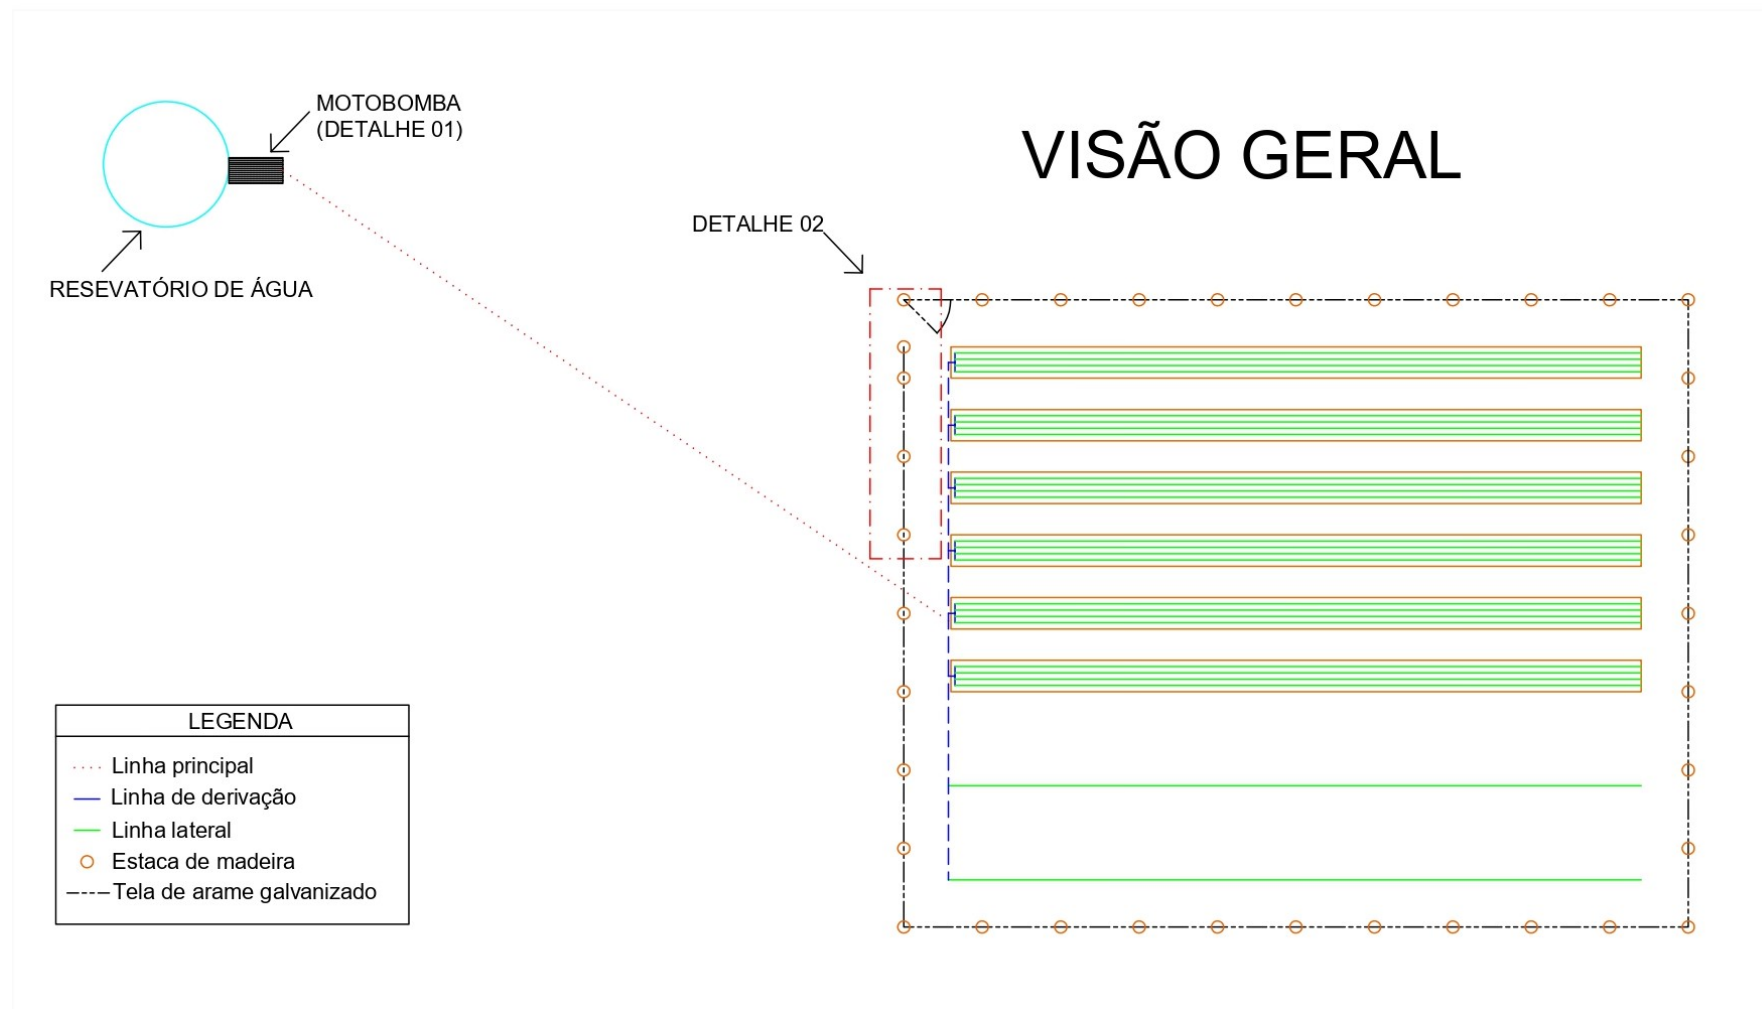 MOTOBOMBA
(DETALHE 01)
VISÃO GERAL
DETALHE 02
RESEVATÓRIO DE ÁGUA
LEGENDA
Linha principal
Linha de derivação
Linha lateral
Estaca de madeira
Tela de arame galvanizado